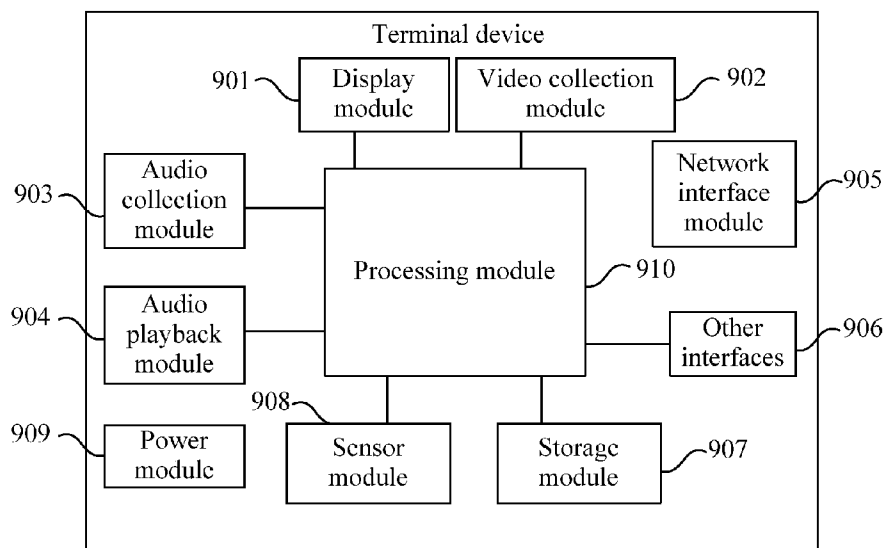 Terminal device
901
Display
module
Video collection
module
902
903
Audio
collection
module
Network
interface
module
905
Processing module
910
904
Audio
playback
module
Other
interfaces
906
909
Power
module
908
Sensor
module
Storage
module
907